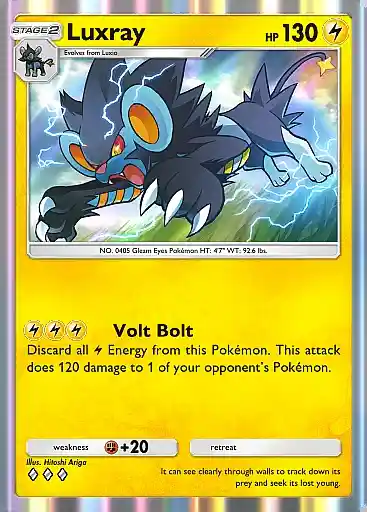 STAGE 2
Luxray
HP 130
Evolves from Luxio
NO. 0405 Gleam Eyes Pokémon HT: 4'7" WT: 92.6 lbs.
Volt Bolt
Discard all Energy from this Pokémon. This attack
does 120 damage to 1 of your opponent's Pokémon.
weakness +20 retreat
Illus. Hitoshi Ariga
It can see clearly through walls to track down its
prey and seek its lost young.